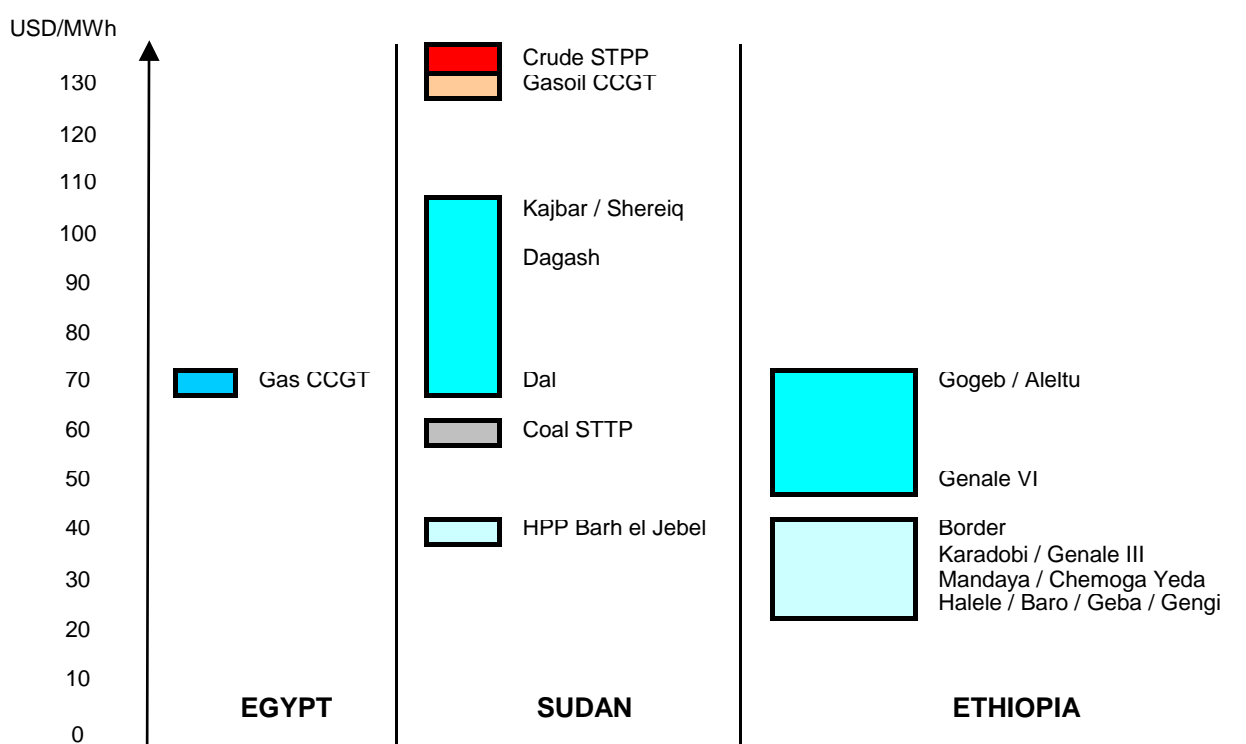 USD/MWh
130
120
110
100
90
80
70
60
50
40
30
20
10
0
Gas CCGT
EGYPT
Crude STPP
Gasoil CCGT
Kajbar / Shereiq
Dagash
Dal
Coal STTP
HPP Barh el Jebel
SUDAN
Gogeb / Aleltu
Genale VI
Border
Karadobi / Genale III
Mandaya / Chemoga Yeda
Halele / Baro / Geba / Gengi
ETHIOPIA